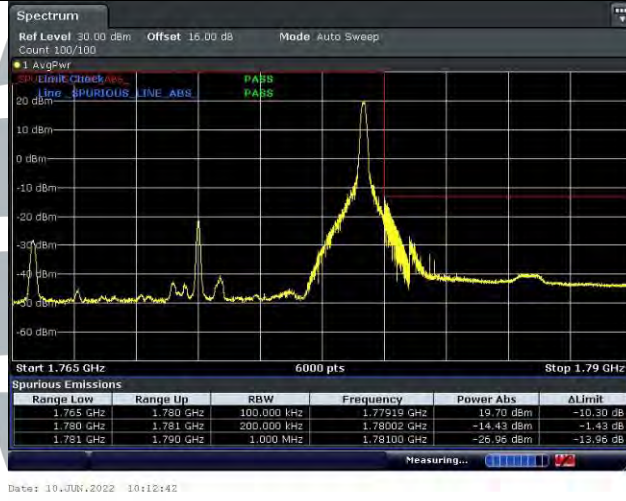 Spectrum
Ref Level 30.00 dBm Offset 16.00 dB Mode Auto Sweep
Count 100/100
1 AvgPwr
Limit Check PASS
Line _SPURIOUS_LINE_ABS_ PASS
20 dBm
10 dBm
0 dBm
-10 dBm
-20 dBm
-30 dBm
-40 dBm
-50 dBm
-60 dBm
Start 1.765 GHz 6000 pts Stop 1.79 GHz
Spurious Emissions
Range Low Range Up RBW Frequency Power Abs ΔLimit
1.765 GHz 1.780 GHz 100.000 kHz 1.77919 GHz 19.70 dBm -10.30 dB
1.780 GHz 1.781 GHz 200.000 kHz 1.78002 GHz -14.43 dBm -1.43 dB
1.781 GHz 1.790 GHz 1.000 MHz 1.78100 GHz -26.96 dBm -13.96 dB
Measuring...
Date: 10.JUN.2022 10:12:42